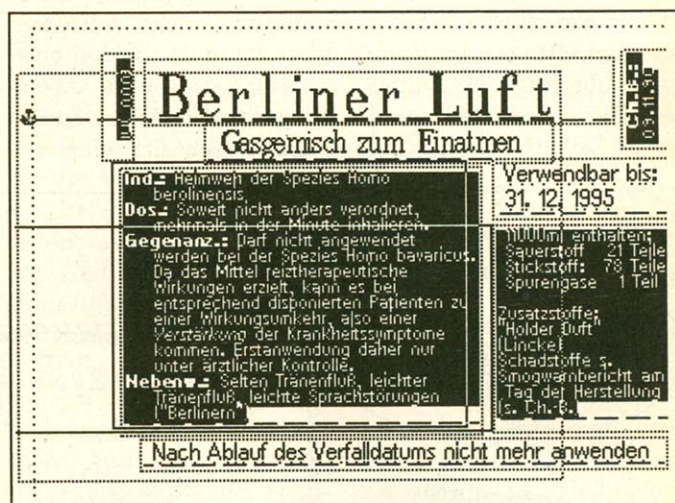 Berliner Luft
Ch.-B.:
09.11.90
Gasgemisch zum Einatmen
Verwendbar bis:
31. 12. 1995
Ind.: Heimweh der Spezies Homo
berolinensis
Dos.: Soweit nicht anders verordnet,
mehrmals in der Minute inhalieren.
Gegenanz.: Darf nicht angewendet
werden bei der Spezies Homo bavaricus.
Da das Mittel reiztherapeutische
Wirkungen erzielt, kann es bei
entsprechend disponierten Patienten zu
einer Wirkungsumkehr, also einer
Verstärkung der Krankheitssymptome
kommen. Erstanwendung daher nur
unter ärztlicher Kontrolle.
Nebenw.: Selten Tränenfluß, leichter
Tränenfluß, leichte Sprachstörungen
("Berlinern")
1000ml enthalten:
Sauerstoff 21 Teile
Stickstoff: 78 Teile
Spurengase 1 Teil
Zusatzstoffe:
"Holder Duft"
(Lincke)
Schadstoffe s.
Smogwarnbericht am
Tag der Herstellung
(s. Ch.-B.)
Nach Ablauf des Verfalldatums nicht mehr anwenden